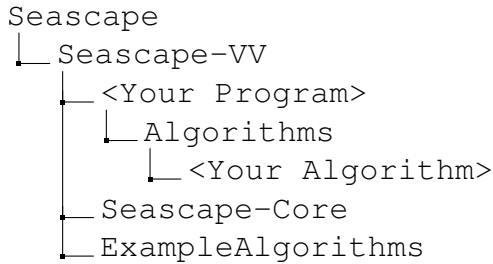 Seascape
Seascape-VV
<Your Program>
Algorithms
<Your Algorithm>
Seascape-Core
ExampleAlgorithms